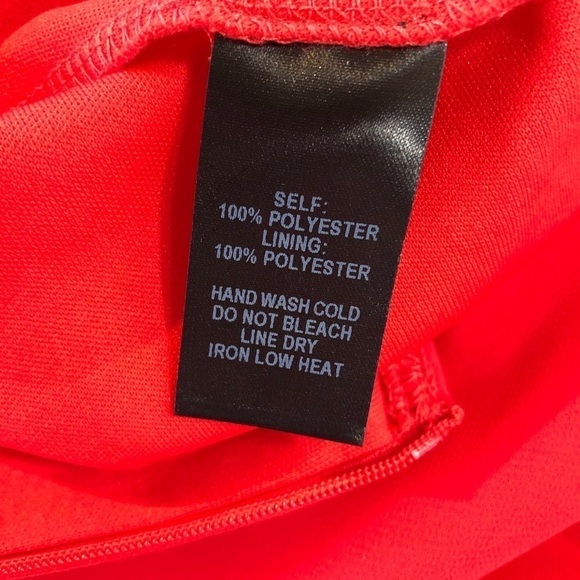 SELF:
100% POLYESTER
LINING:
100% POLYESTER
HAND WASH COLD
DO NOT BLEACH
LINE DRY
IRON LOW HEAT